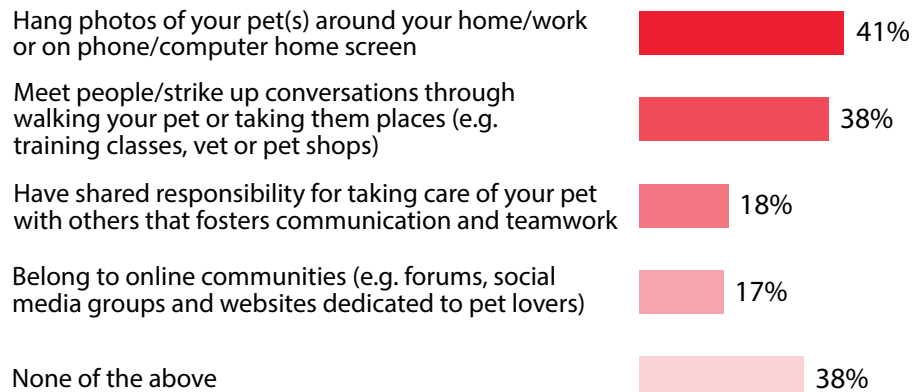 Hang photos of your pet(s) around your home/work
or on phone/computer home screen
41%
Meet people/strike up conversations through
walking your pet or taking them places (e.g.
training classes, vet or pet shops)
38%
Have shared responsibility for taking care of your pet
with others that fosters communication and teamwork
18%
Belong to online communities (e.g. forums, social
media groups and websites dedicated to pet lovers)
17%
None of the above
38%